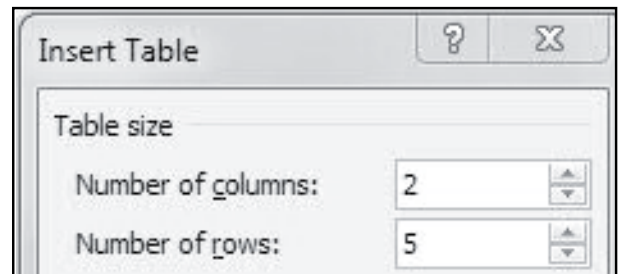 Insert Table
Table size
Number of columns: 2
Number of rows: 5